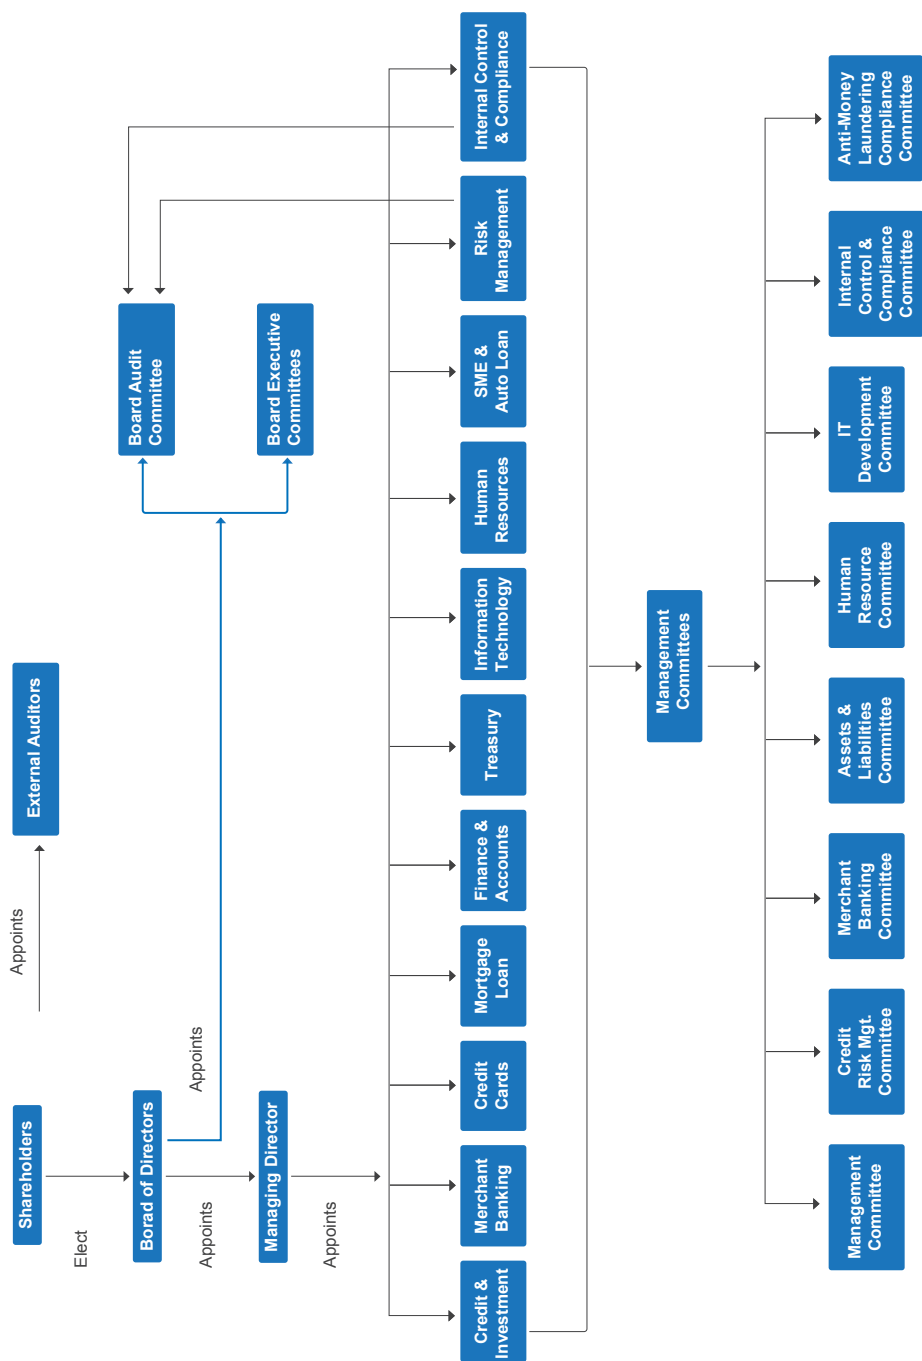 Shareholders
Appoints
External Auditors
Elect
Borad of Directors
Appoints
Board Audit
Committee
Board Executive
Committees
Appoints
Managing Director
Appoints
Credit &
Investment
Merchant
Banking
Credit
Cards
Mortgage
Loan
Finance &
Accounts
Treasury
Information
Technology
Human
Resources
SME &
Auto Loan
Risk
Management
Internal Control
& Compliance
Management
Committees
Management
Committee
Credit
Risk Mgt.
Committee
Merchant
Banking
Committee
Assets &
Liabilities
Committee
Human
Resource
Committee
IT
Development
Committee
Internal
Control &
Compliance
Committee
Anti-Money
Laundering
Compliance
Committee